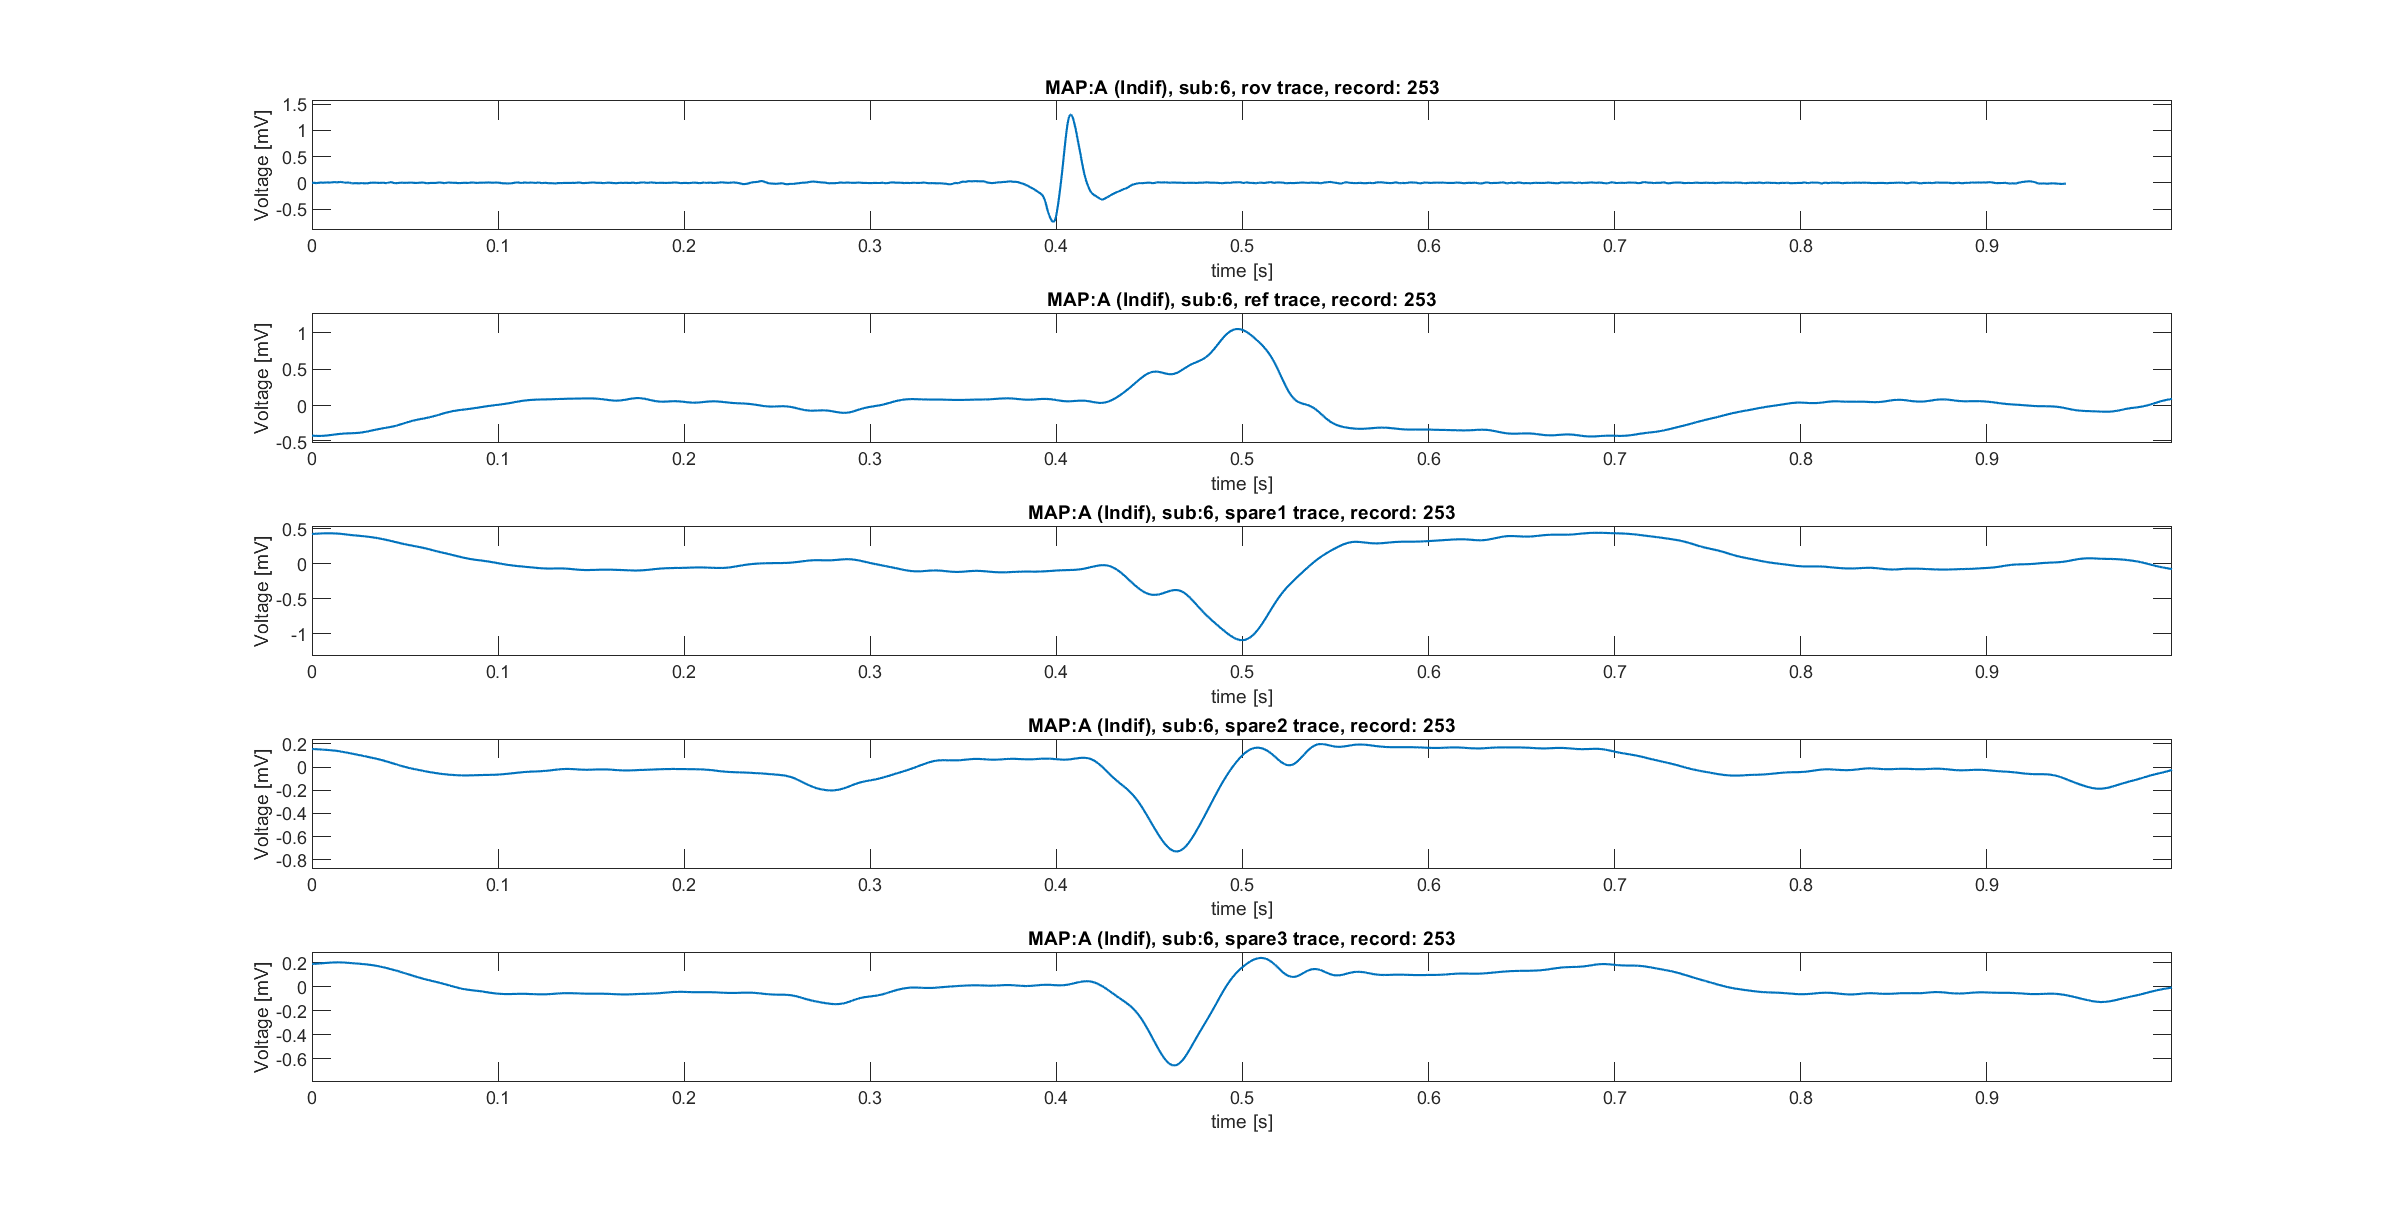 MAP:A (Indif), sub:6, rov trace, record: 253
Voltage [mV]
1.5
1
0.5
0
-0.5
0 0.1 0.2 0.3 0.4 0.5 0.6 0.7 0.8 0.9
time [s]
MAP:A (Indif), sub:6, ref trace, record: 253
Voltage [mV]
1
0.5
0
-0.5
0 0.1 0.2 0.3 0.4 0.5 0.6 0.7 0.8 0.9
time [s]
MAP:A (Indif), sub:6, spare1 trace, record: 253
Voltage [mV]
0.5
0
-0.5
-1
0 0.1 0.2 0.3 0.4 0.5 0.6 0.7 0.8 0.9
time [s]
MAP:A (Indif), sub:6, spare2 trace, record: 253
Voltage [mV]
0.2
0
-0.2
-0.4
-0.6
-0.8
0 0.1 0.2 0.3 0.4 0.5 0.6 0.7 0.8 0.9
time [s]
MAP:A (Indif), sub:6, spare3 trace, record: 253
Voltage [mV]
0.2
0
-0.2
-0.4
-0.6
0 0.1 0.2 0.3 0.4 0.5 0.6 0.7 0.8 0.9
time [s]